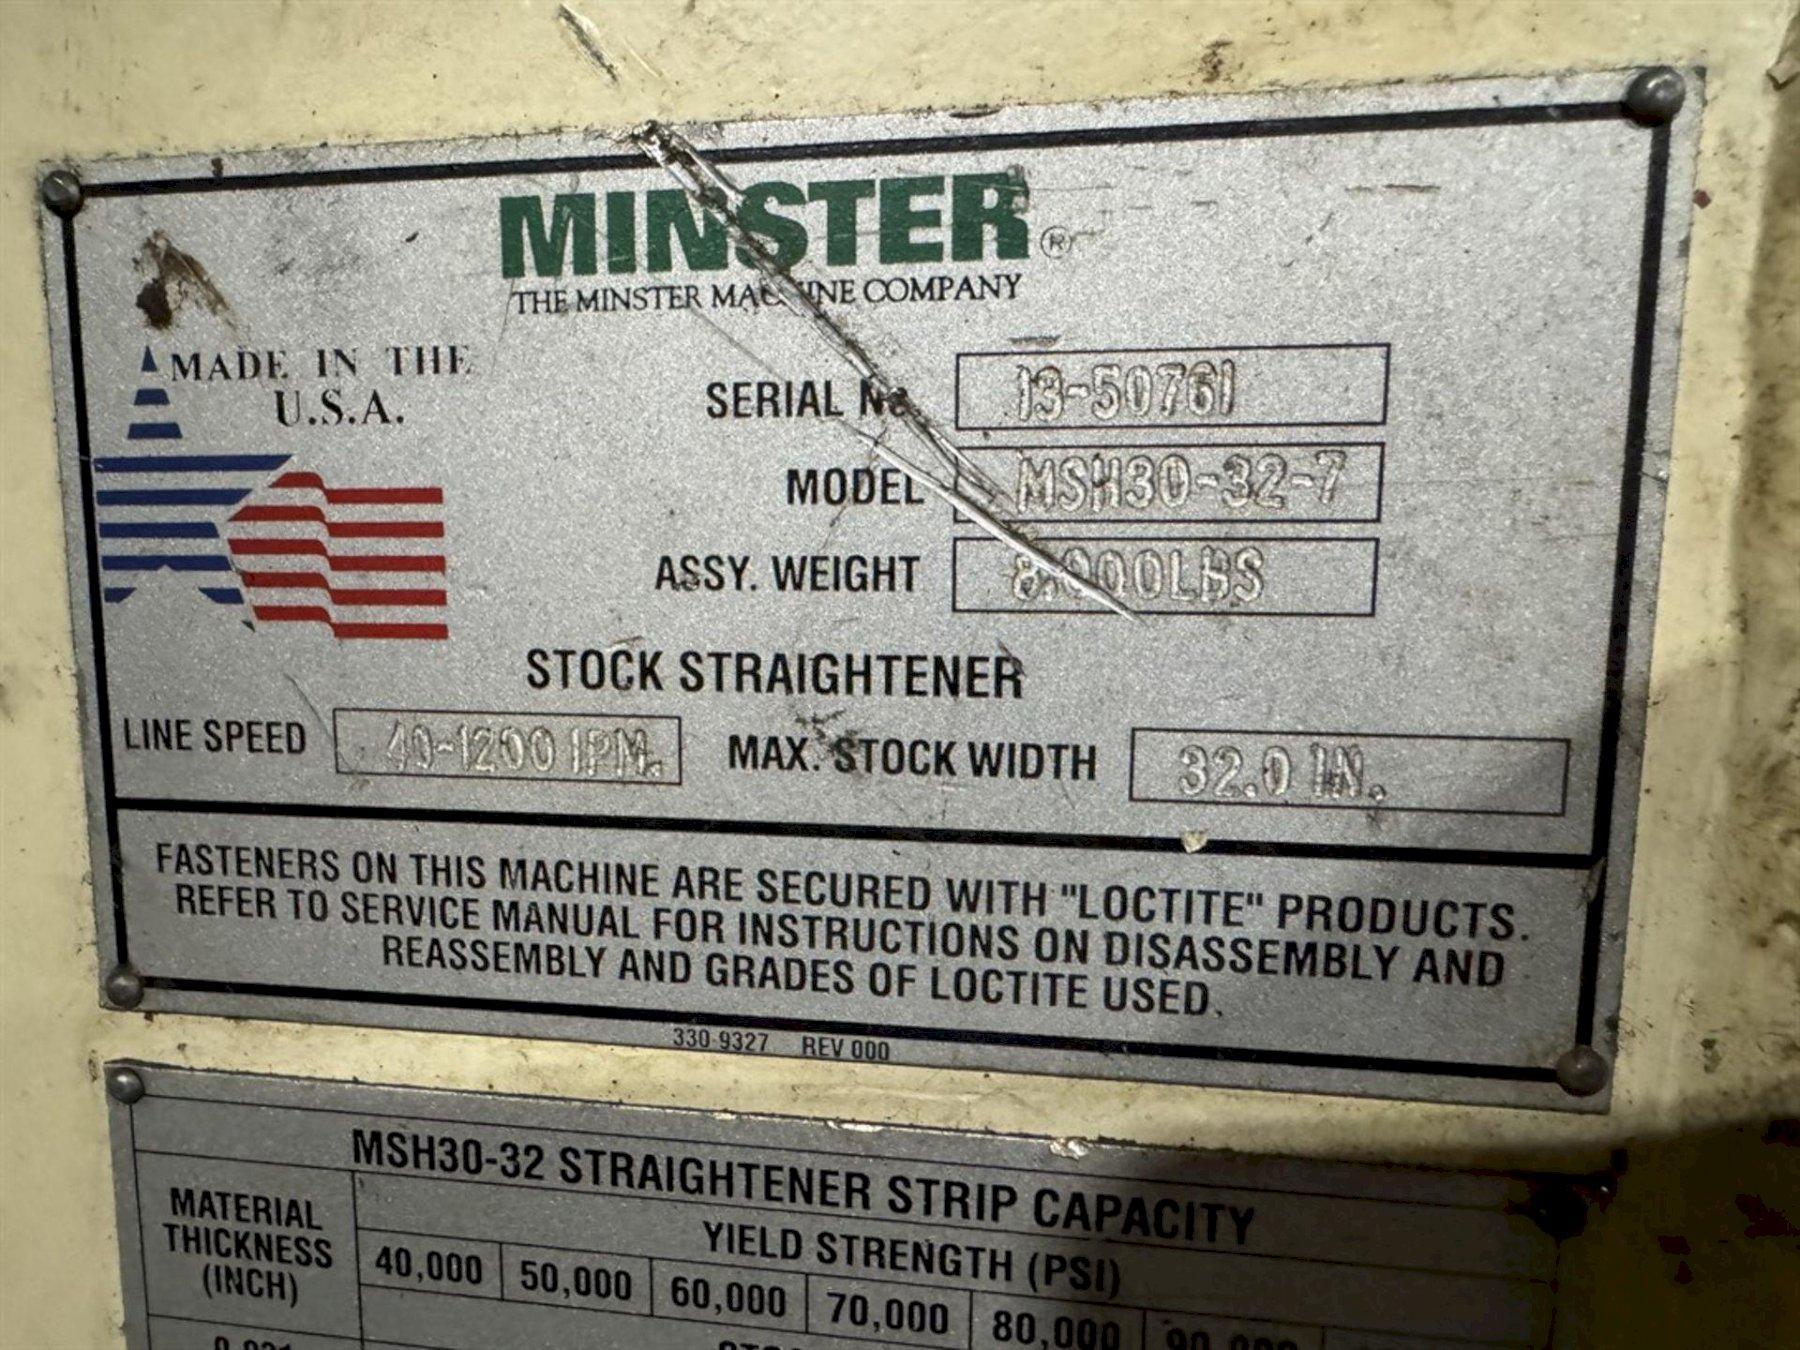 MINSTER®
THE MINSTER MACHINE COMPANY
MADE IN THE
U.S.A.
SERIAL No. 13-50761
MODEL MSH30-32-7
ASSY. WEIGHT 8,000LBS
STOCK STRAIGHTENER
LINE SPEED 40-1200 IPM. MAX. STOCK WIDTH 32.0 IN.
FASTENERS ON THIS MACHINE ARE SECURED WITH "LOCTITE" PRODUCTS.
REFER TO SERVICE MANUAL FOR INSTRUCTIONS ON DISASSEMBLY AND
REASSEMBLY AND GRADES OF LOCTITE USED.
330-9327 REV 000
MSH30-32 STRAIGHTENER STRIP CAPACITY
MATERIAL
THICKNESS
(INCH)
YIELD STRENGTH (PSI)
40,000 50,000 60,000 70,000 80,000 90,000